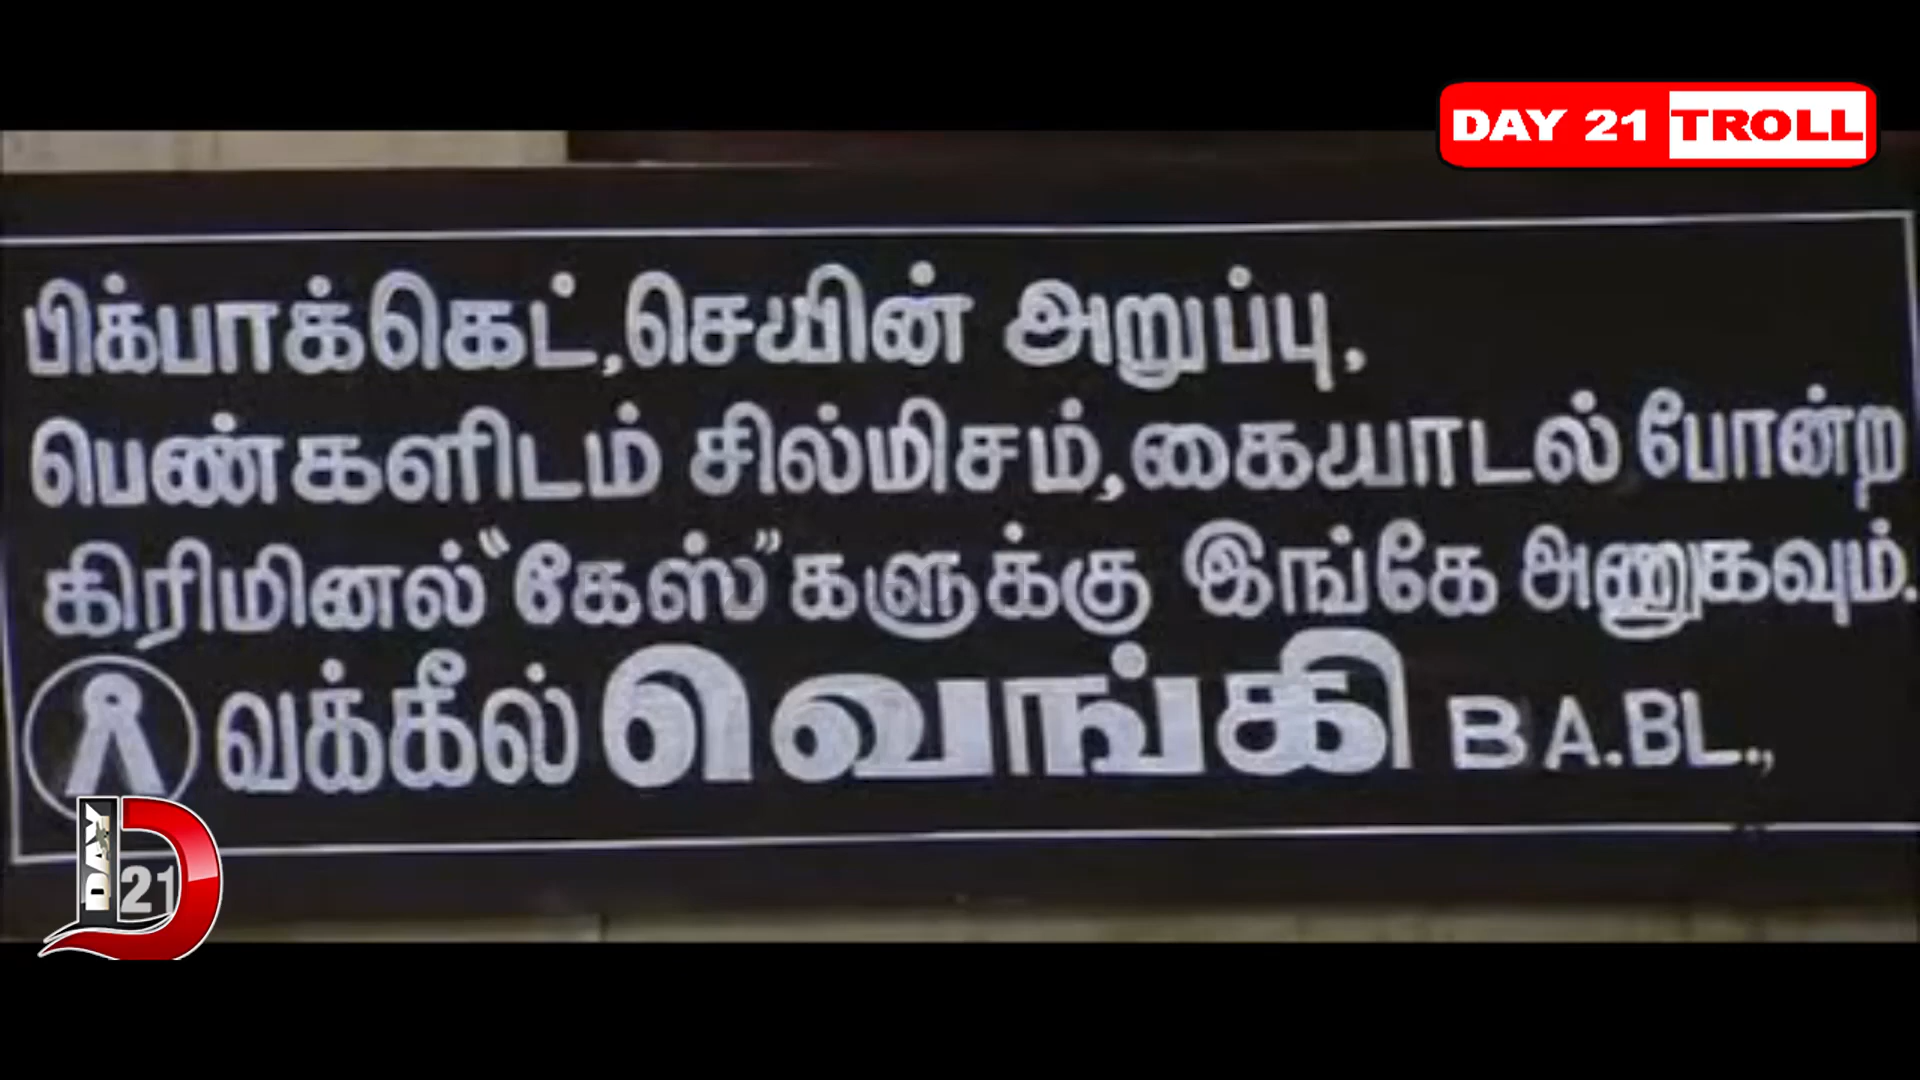 DAY 21 TROLL
பிக்பாக்கெட்,செயின் அறுப்பு,
பெண்களிடம் சில்மிசம்,கையாடல் போன்ற
கிரிமினல் "கேஸ்"களுக்கு இங்கே அணுகவும்.
வக்கீல் வெங்கி B A.BL.,
DAY 21